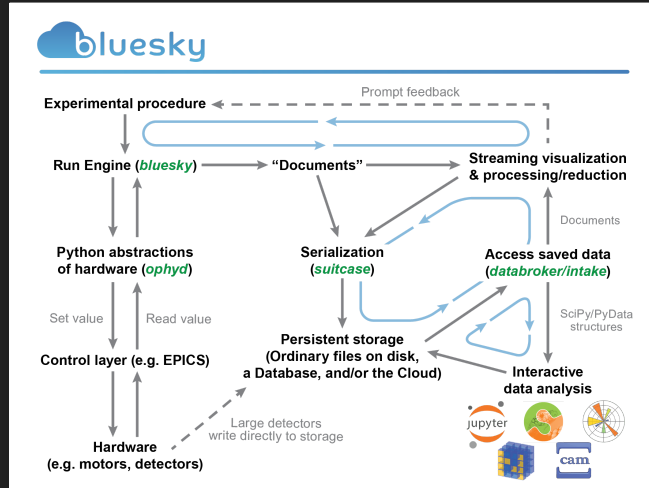 bluesky
Prompt feedback
Experimental procedure
Run Engine (bluesky)
“Documents”
Streaming visualization
& processing/reduction
Documents
Python abstractions
of hardware (ophyd)
Serialization
(suitcase)
Access saved data
(databroker/intake)
Set value
Read value
SciPy/PyData
structures
Control layer (e.g. EPICS)
Persistent storage
(Ordinary files on disk,
a Database, and/or the Cloud)
Interactive
data analysis
Large detectors
write directly to storage
Hardware
(e.g. motors, detectors)
jupyter
cam